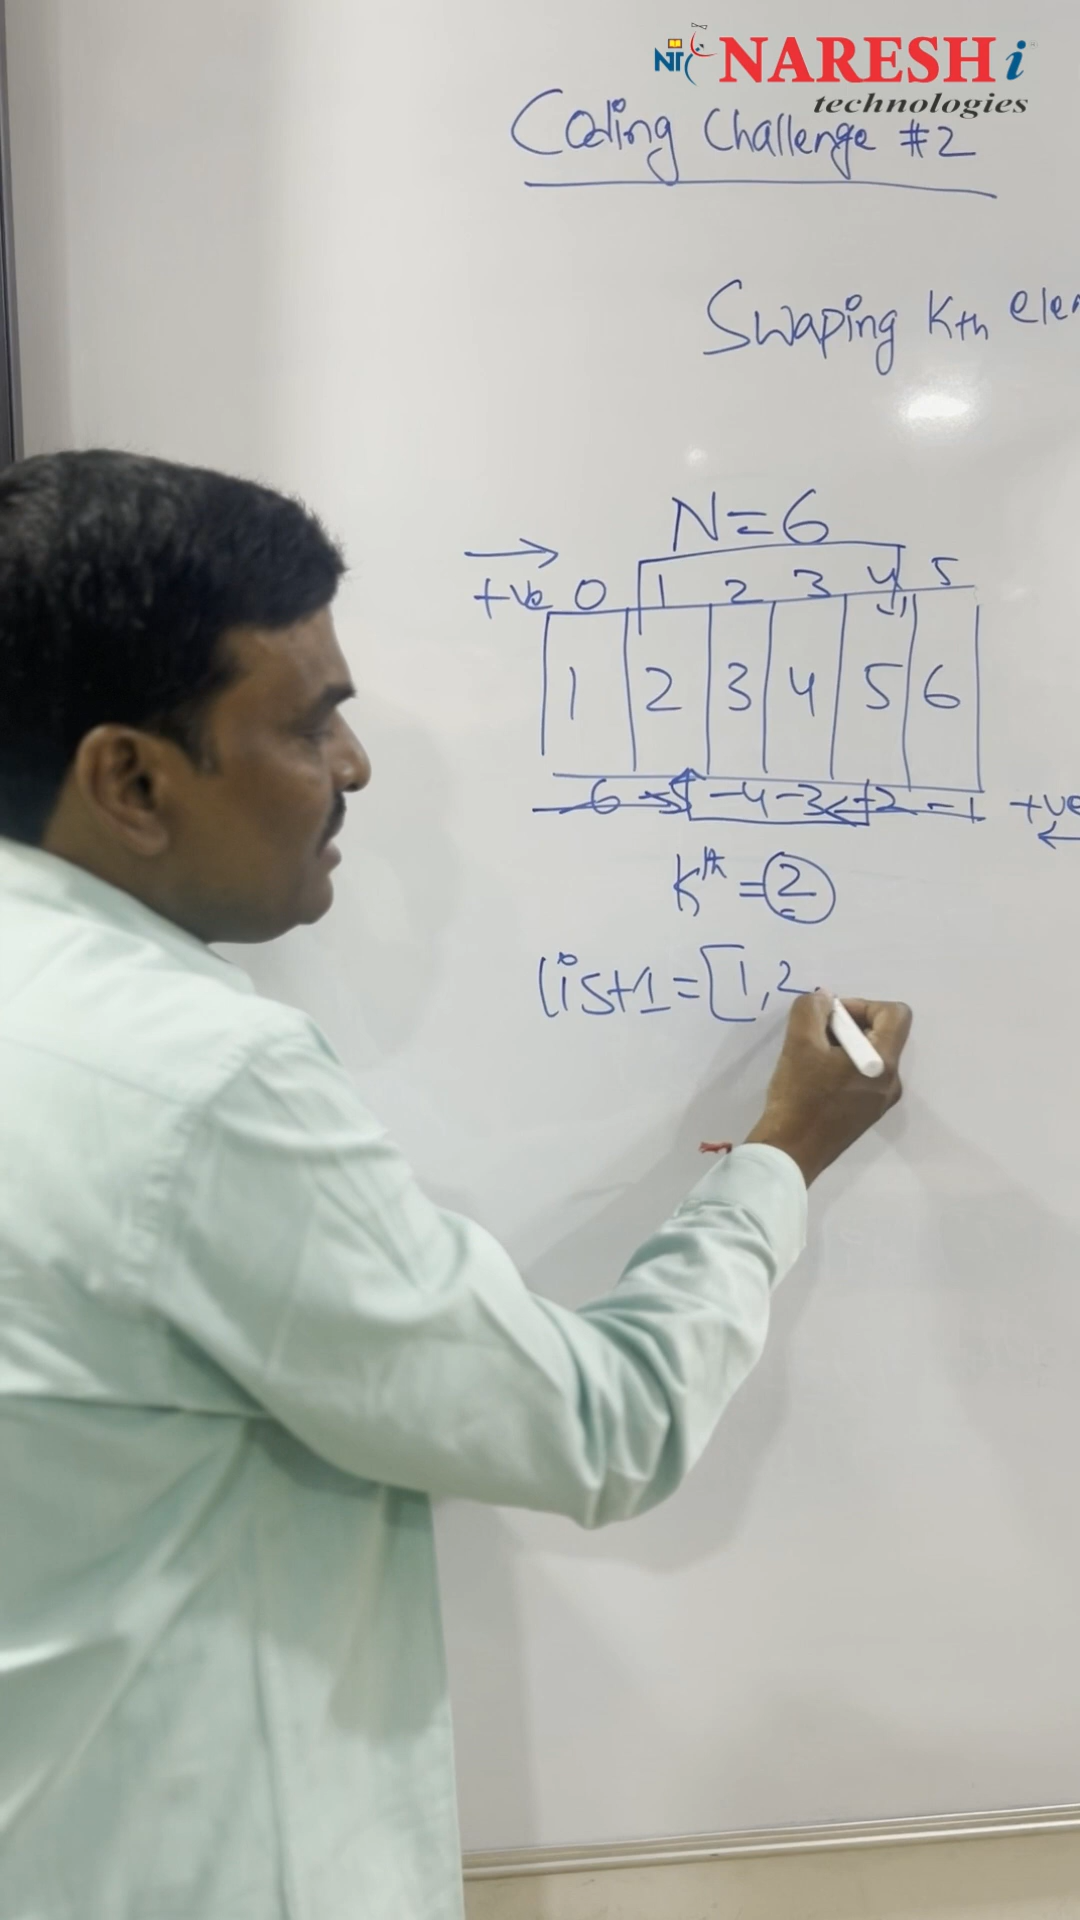 NT NARESH i
technologies
Coding Challenge #2
Swaping Kth
N=6
+ve 0 1 2 3 4 5
1 2 3 4 5 6
-6 -5 -4 -3 -2 -1 +ve
Kth = 2
list1 = [1,2